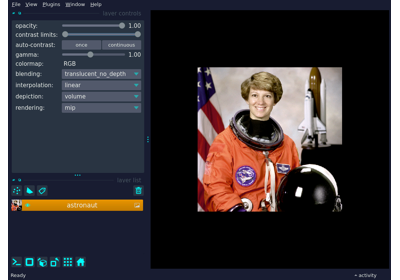 File View Plugins Window Help
layer controls
opacity: 1.00
contrast limits:
auto-contrast: once continuous
gamma: 1.00
colormap: RGB
blending: translucent_no_depth
interpolation: linear
depiction: volume
rendering: mip
layer list
astronaut
Ready
activity